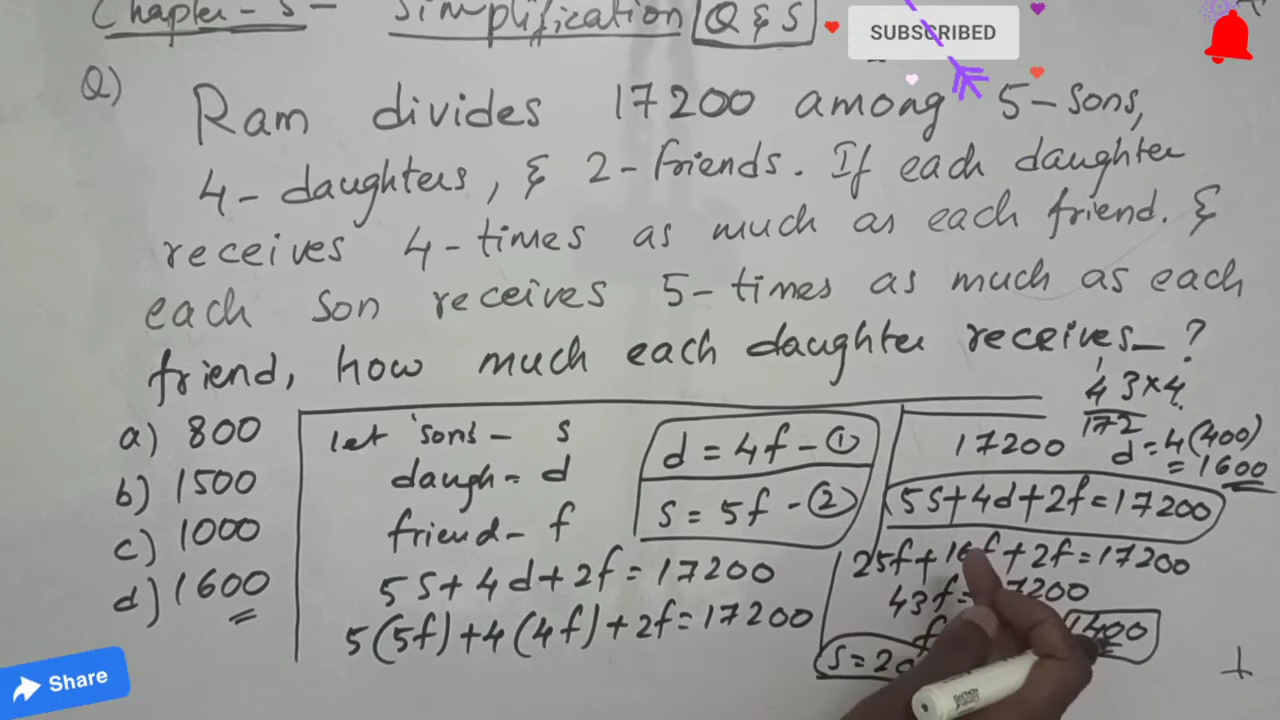 Chapter-5- Simplification Q & S
SUBSCRIBED
Q) Ram divides 17200 among 5-sons,
4-daughters, & 2-friends. If each daughter
receives 4-times as much as each friend. &
each son receives 5-times as much as each
friend, how much each daughter receives_?
a) 800
b) 1500
c) 1000
d) 1600
let sons - s
daugh = d
friend - f
5s+4d+2f=17200
5(5f)+4(4f)+2f=17200
d = 4f - ①
s = 5f - ②
43×4
172
17200
d=4(400)
=1600
5s+4d+2f=17200
25f+16f+2f=17200
43f=17200
f
400
s=20
Share